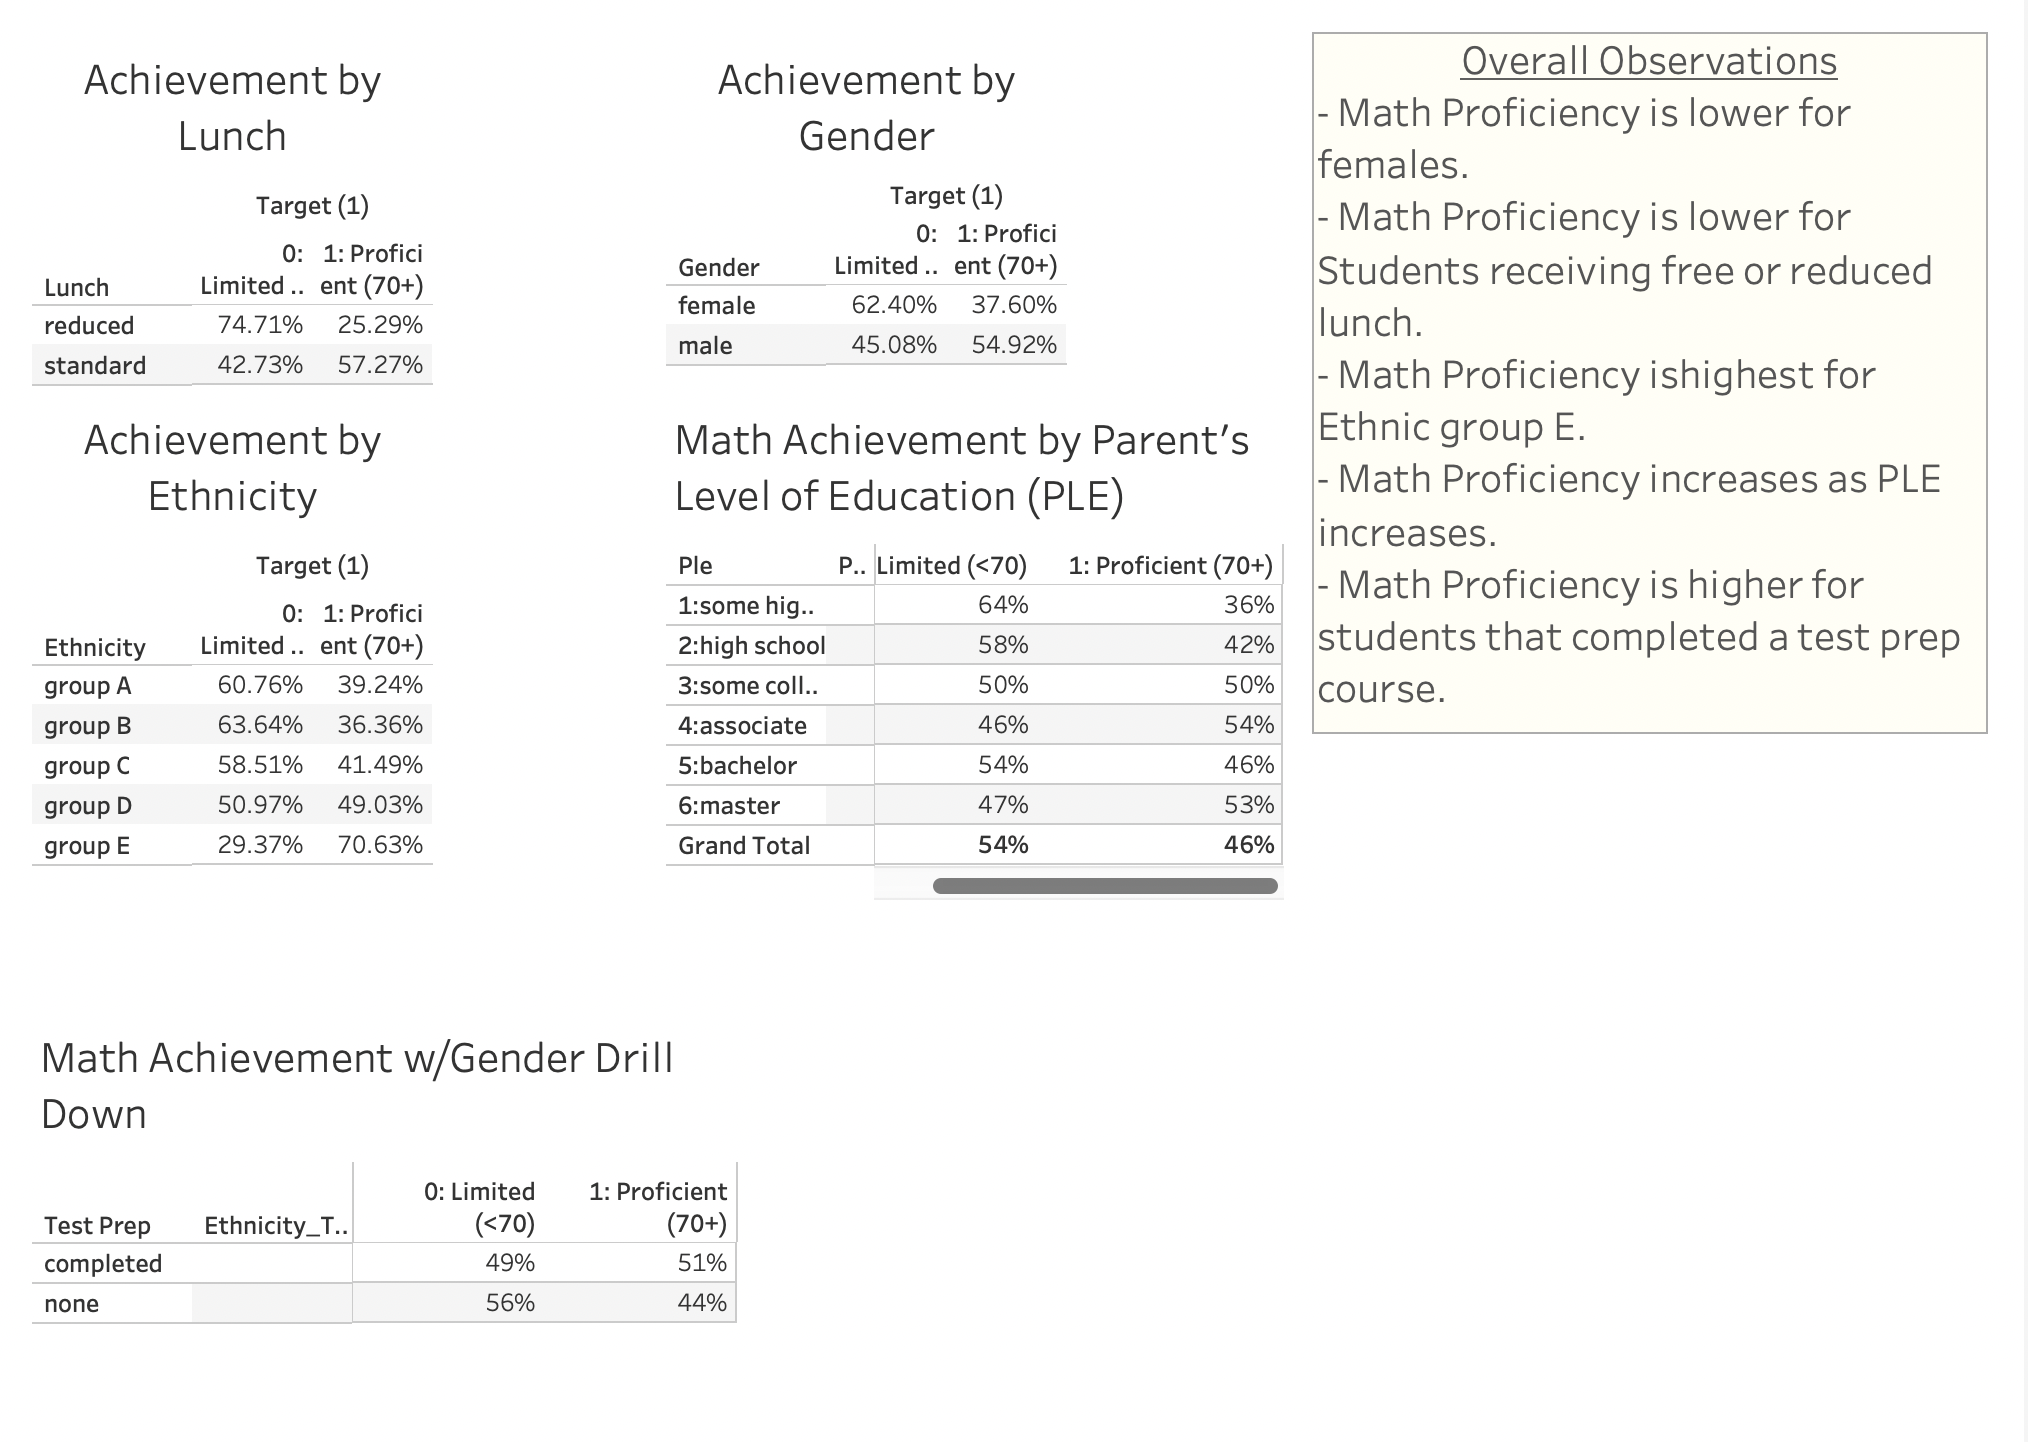 Achievement by
Lunch
Target (1)
0: 1: Profici
Lunch Limited .. ent (70+)
reduced 74.71% 25.29%
standard 42.73% 57.27%
Achievement by
Gender
Target (1)
0: 1: Profici
Gender Limited .. ent (70+)
female 62.40% 37.60%
male 45.08% 54.92%
Overall Observations
- Math Proficiency is lower for
females.
- Math Proficiency is lower for
Students receiving free or reduced
lunch.
- Math Proficiency ishighest for
Ethnic group E.
- Math Proficiency increases as PLE
increases.
- Math Proficiency is higher for
students that completed a test prep
course.
Achievement by
Ethnicity
Target (1)
0: 1: Profici
Ethnicity Limited .. ent (70+)
group A 60.76% 39.24%
group B 63.64% 36.36%
group C 58.51% 41.49%
group D 50.97% 49.03%
group E 29.37% 70.63%
Math Achievement by Parent’s
Level of Education (PLE)
Ple P.. Limited (<70) 1: Proficient (70+)
1:some hig.. 64% 36%
2:high school 58% 42%
3:some coll.. 50% 50%
4:associate 46% 54%
5:bachelor 54% 46%
6:master 47% 53%
Grand Total 54% 46%
Math Achievement w/Gender Drill
Down
0: Limited 1: Proficient
Test Prep Ethnicity_T.. (<70) (70+)
completed 49% 51%
none 56% 44%